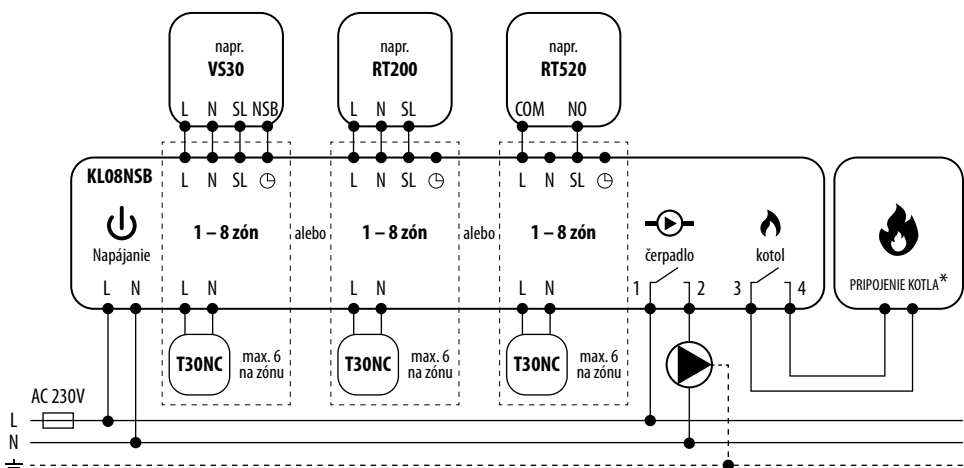 napr. napr. napr.
VS30 RT200 RT520
L N SL NSB L N SL COM NO
KL08NSB L N SL L N SL L N SL
1 – 8 zón alebo 1 – 8 zón alebo 1 – 8 zón
Napájanie čerpadlo kotol PRIPOJENIE KOTLA*
L N L N L N L N 1 2 3 4
T30NC max. 6 na zónu T30NC max. 6 na zónu T30NC max. 6 na zónu
AC 230V
L
N